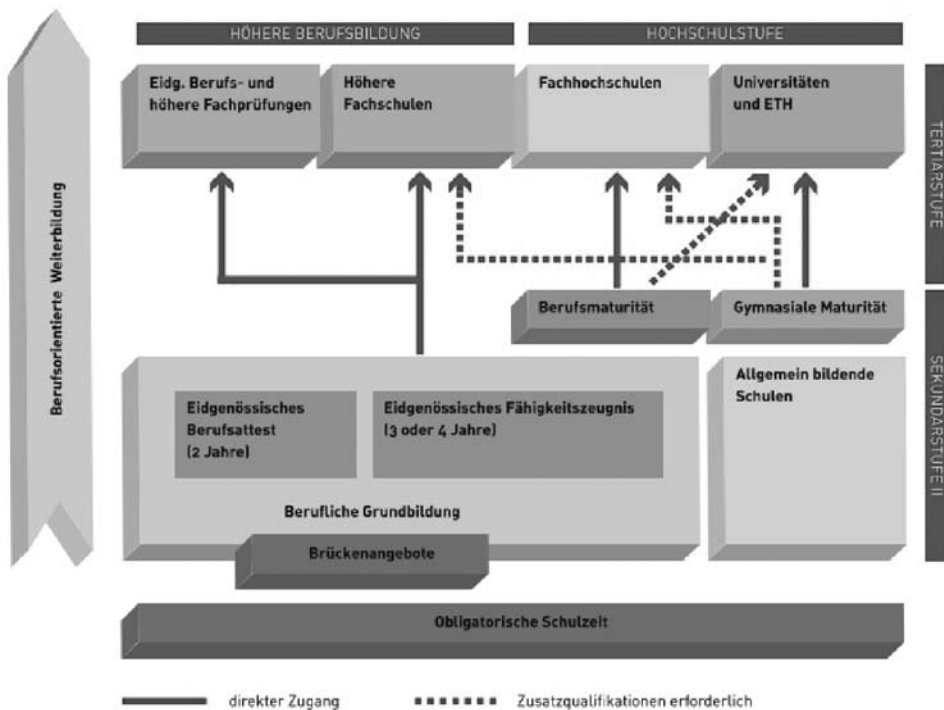 HÖHERE BERUFSBILDUNG
HOCHSCHULSTUFE
Eidg. Berufs- und
höhere Fachprüfungen
Höhere
Fachschulen
Fachhochschulen
Universitäten
und ETH
TERTIÄRSTUFE
Berufsorientierte Weiterbildung
Berufsmaturität
Gymnasiale Maturität
SEKUNDARSTUFE II
Eidgenössisches
Berufsattest
(2 Jahre)
Eidgenössisches Fähigkeitszeugnis
(3 oder 4 Jahre)
Allgemein bildende
Schulen
Berufliche Grundbildung
Brückenangebote
Obligatorische Schulzeit
direkter Zugang
Zusatzqualifikationen erforderlich